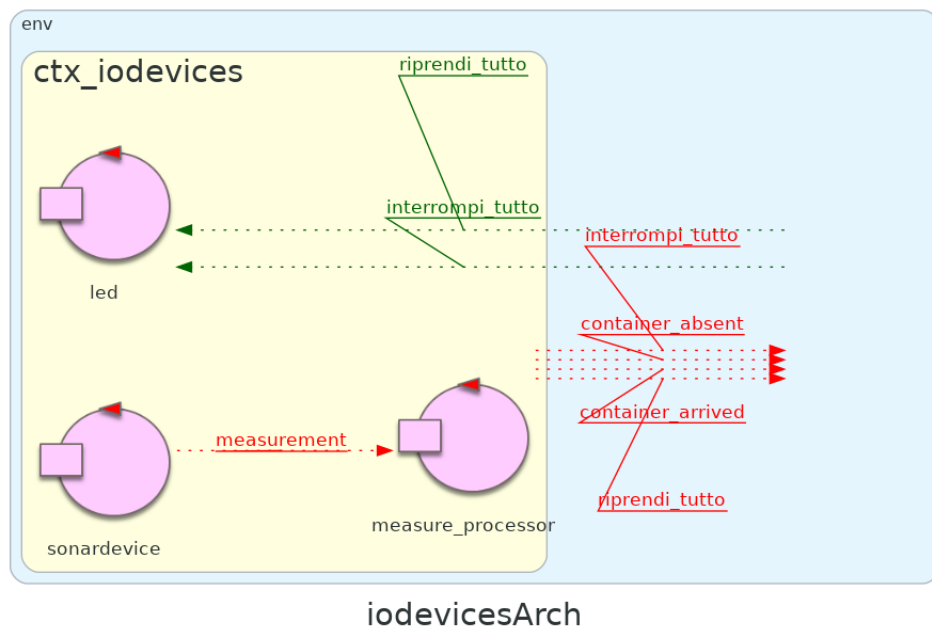 env
ctx_iodevices
riprendi_tutto
interrompi_tutto
interrompi_tutto
led
container_absent
container_arrived
measurement
riprendi_tutto
measure_processor
sonardevice
iodevicesArch